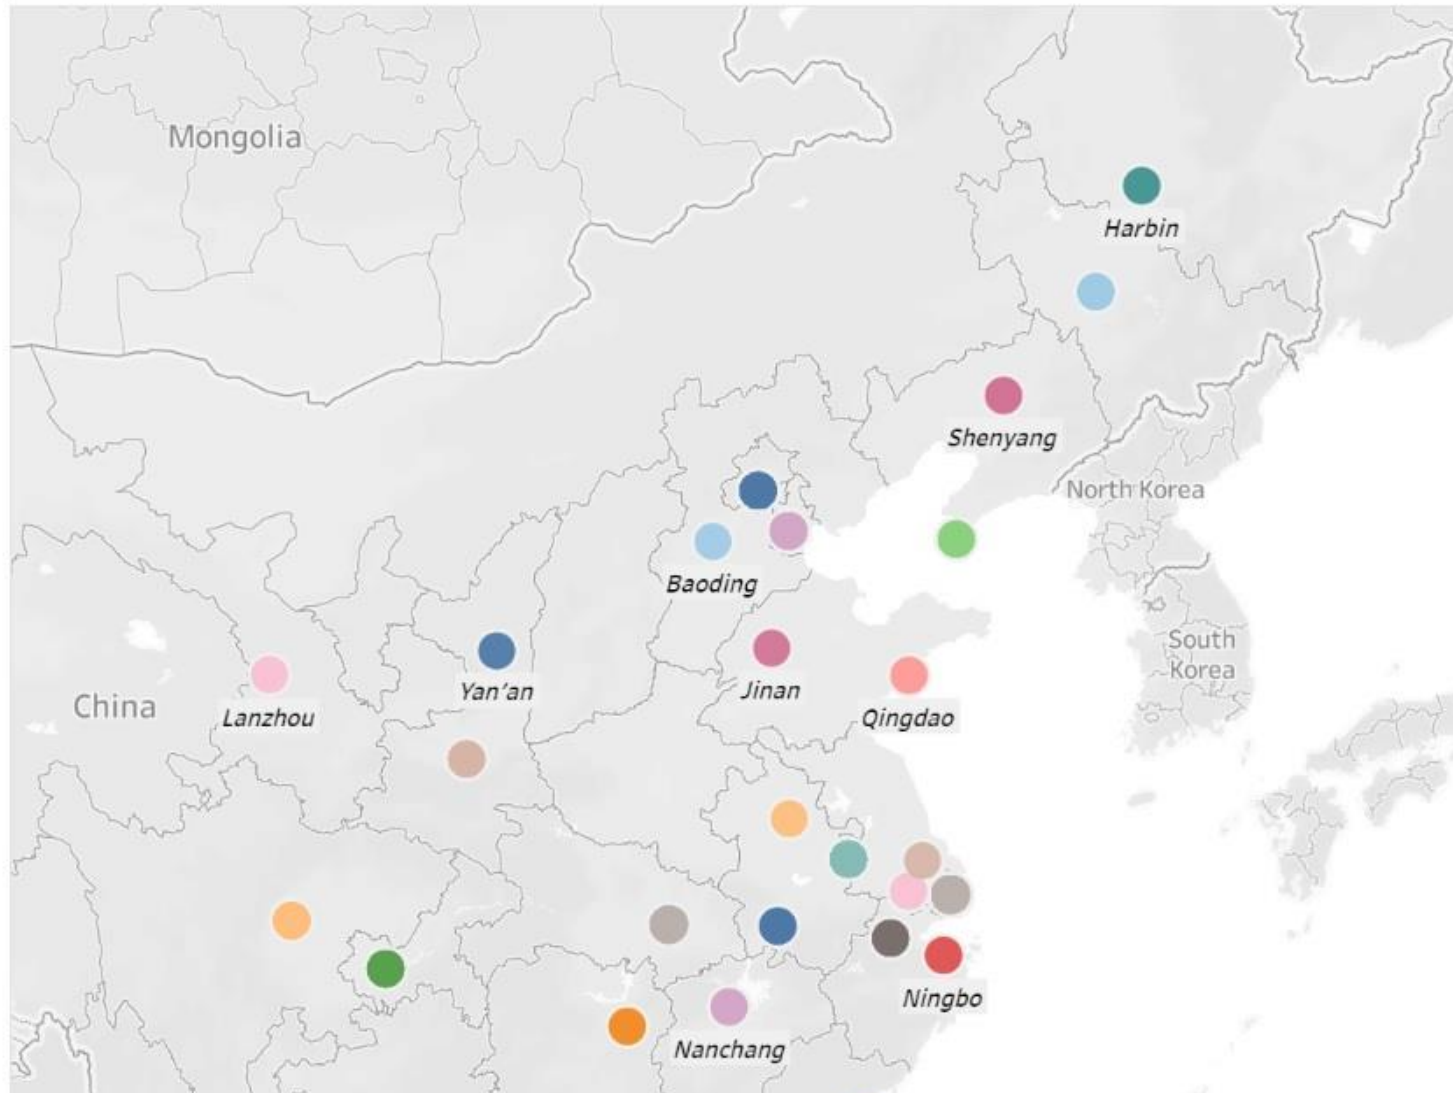 Mongolia
Harbin
Shenyang
North Korea
Baoding
South
Korea
Yan’an
Jinan
China
Lanzhou
Qingdao
Ningbo
Nanchang